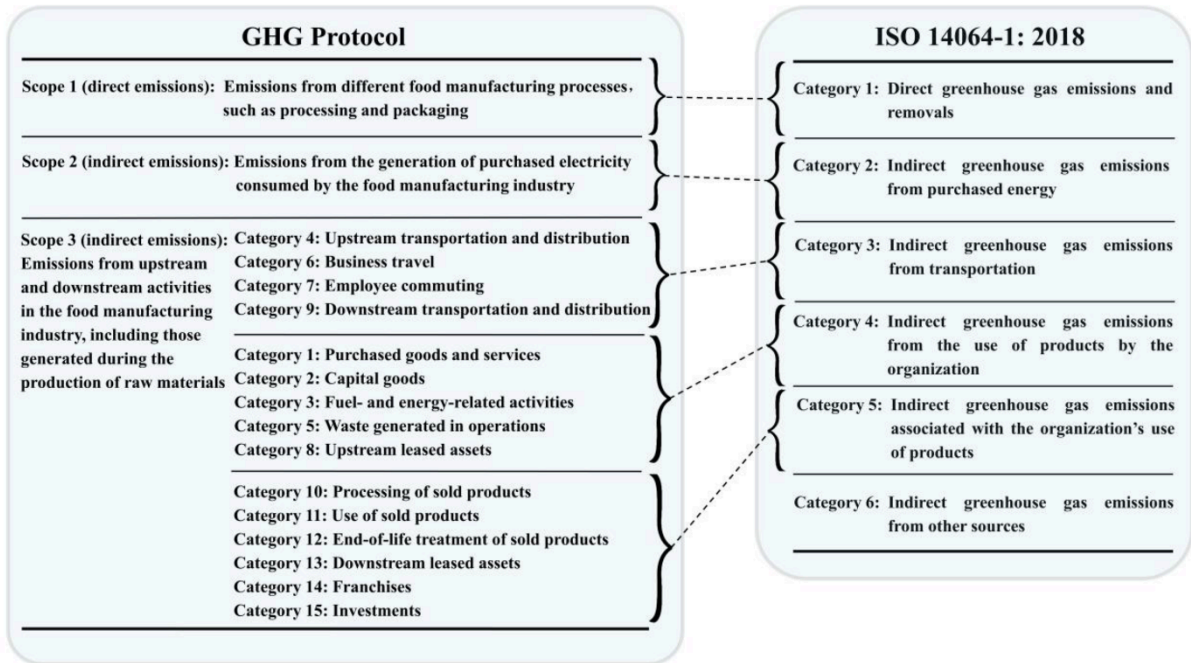 GHG Protocol
Scope 1 (direct emissions): Emissions from different food manufacturing processes,
such as processing and packaging
Scope 2 (indirect emissions): Emissions from the generation of purchased electricity
consumed by the food manufacturing industry
Scope 3 (indirect emissions):
Emissions from upstream
and downstream activities
in the food manufacturing
industry, including those
generated during the
production of raw materials
Category 4: Upstream transportation and distribution
Category 6: Business travel
Category 7: Employee commuting
Category 9: Downstream transportation and distribution
Category 1: Purchased goods and services
Category 2: Capital goods
Category 3: Fuel- and energy-related activities
Category 5: Waste generated in operations
Category 8: Upstream leased assets
Category 10: Processing of sold products
Category 11: Use of sold products
Category 12: End-of-life treatment of sold products
Category 13: Downstream leased assets
Category 14: Franchises
Category 15: Investments
ISO 14064-1: 2018
Category 1: Direct greenhouse gas emissions and
removals
Category 2: Indirect greenhouse gas emissions
from purchased energy
Category 3: Indirect greenhouse gas emissions
from transportation
Category 4: Indirect greenhouse gas emissions
from the use of products by the
organization
Category 5: Indirect greenhouse gas emissions
associated with the organization's use
of products
Category 6: Indirect greenhouse gas emissions
from other sources